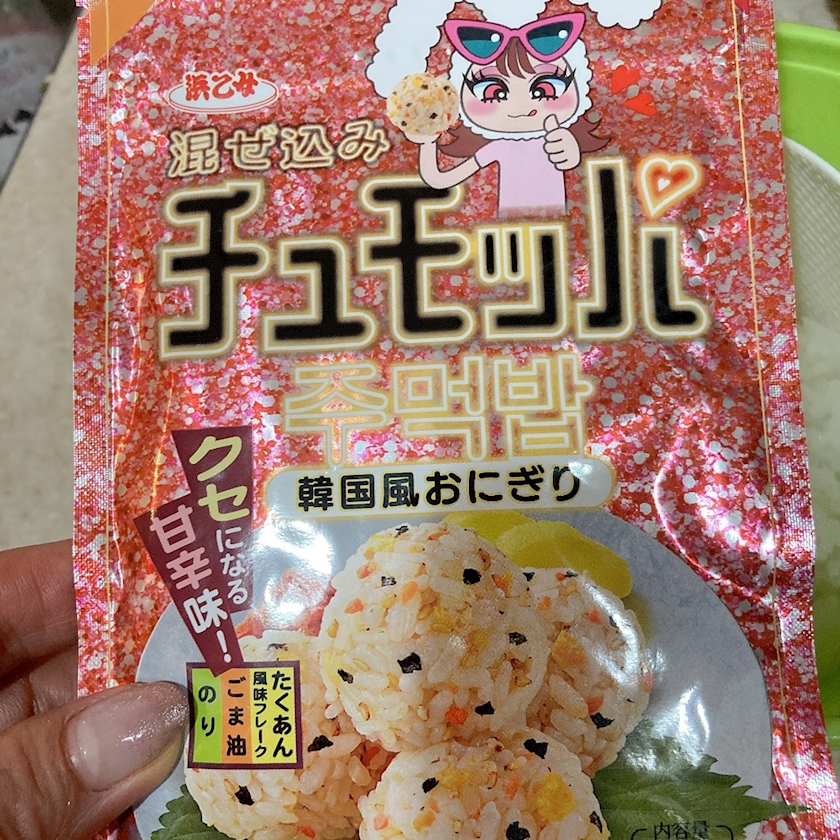 浜乙女
混ぜ込み
チュモッパ
주먹밥
韓国風おにぎり
クセになる
甘辛味！
たくあん
風味フレーク
ごま油
のり
内容量